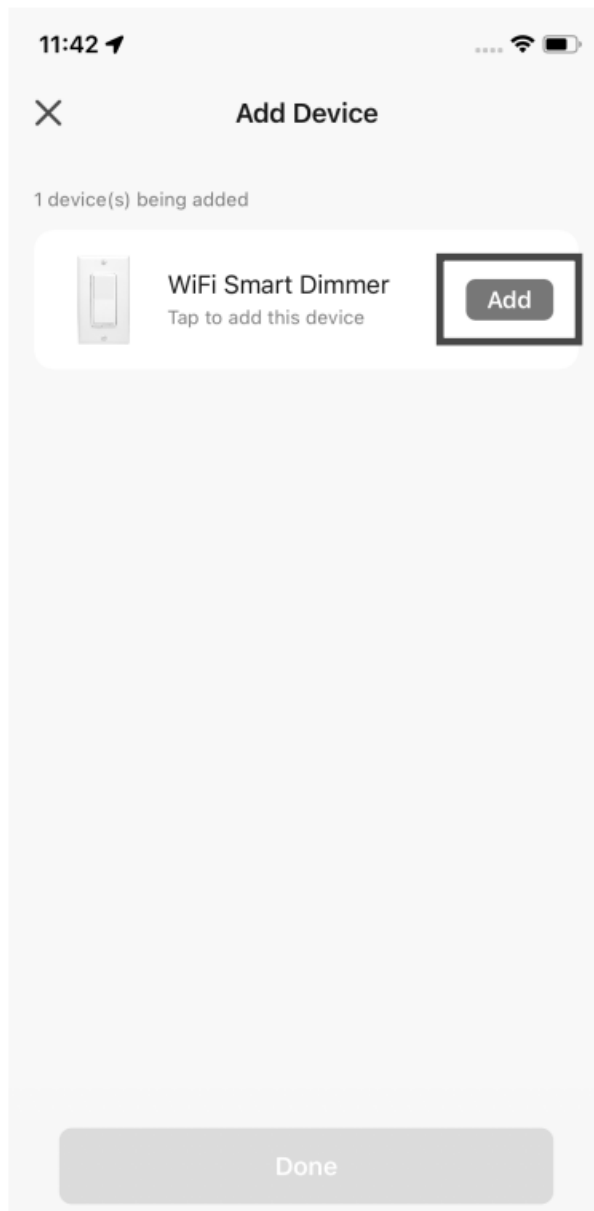 11:42
Add Device
1 device(s) being added
WiFi Smart Dimmer
Tap to add this device
Add
Done